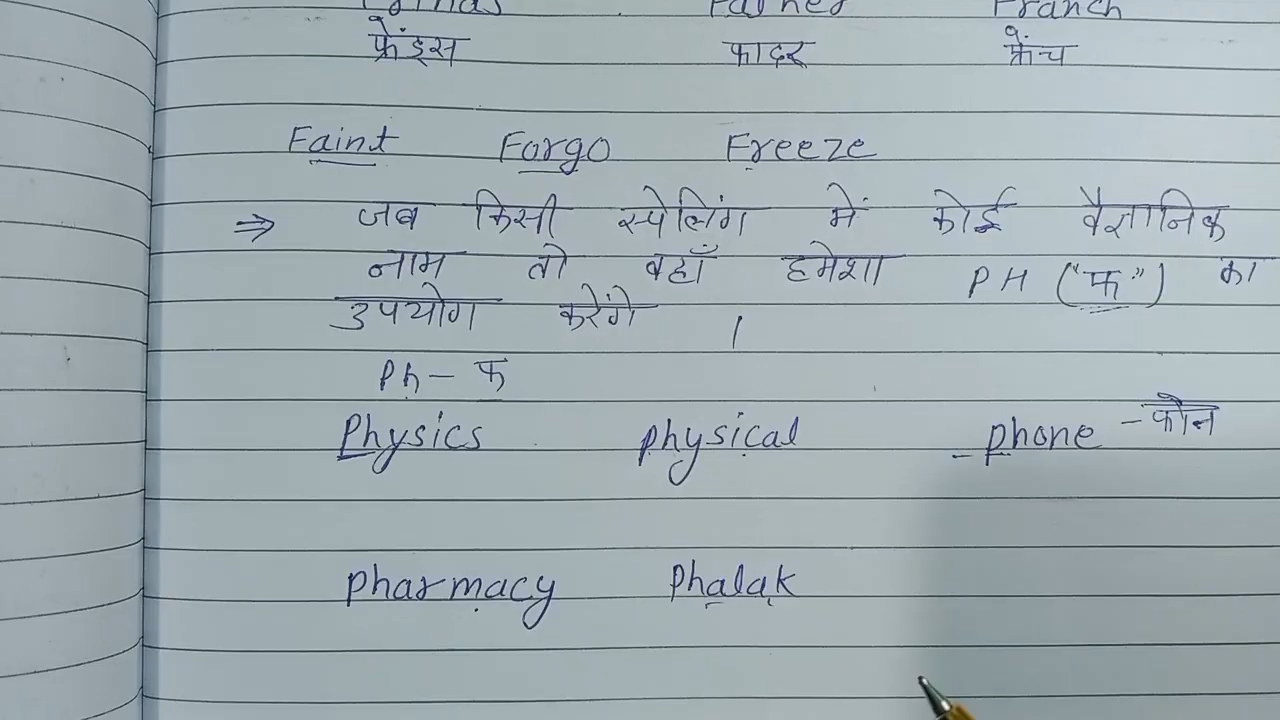 फ्रेंड्स फादर फ्रेंच
Faint Forgo Freeze
⇒ जब किसी स्पेलिंग में कोई वैज्ञानिक
नाम तो वहाँ हमेशा PH ("फ") का
उपयोग करेंगे ।
Ph - फ
Physics physical - phone - फोन
pharmacy Phalak